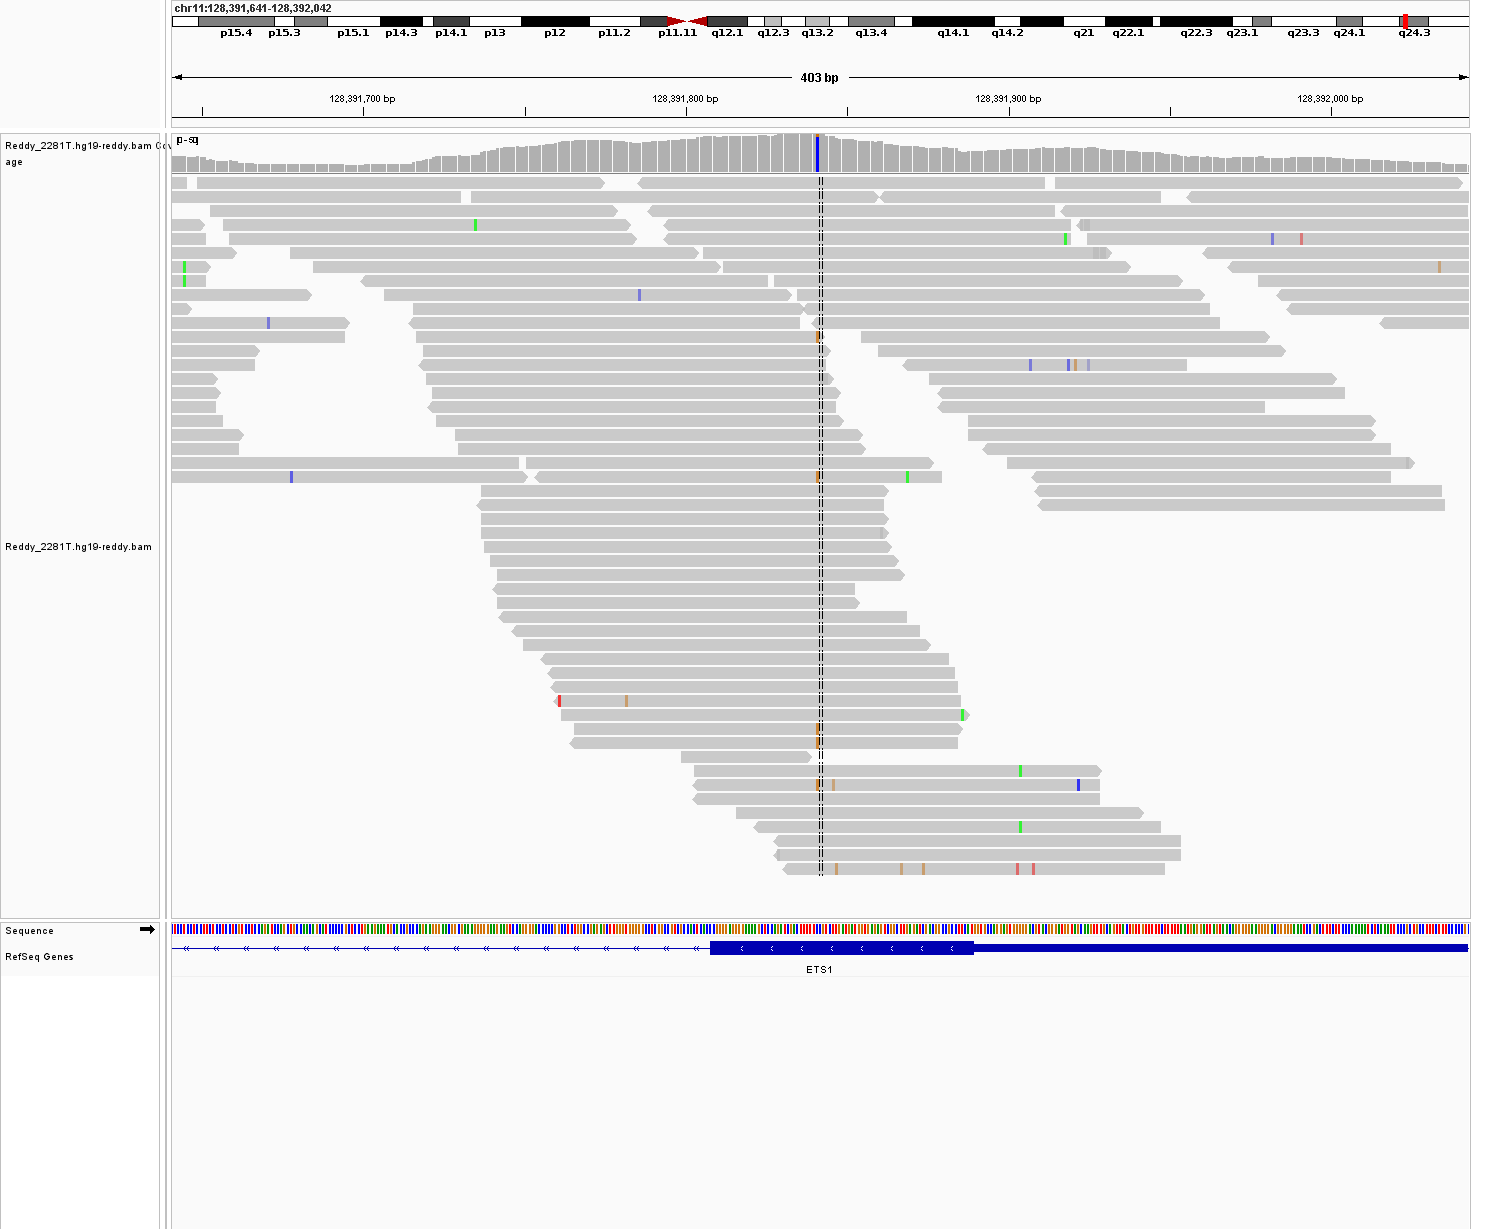 chr11:128,391,641-128,392,042
p15.4 p15.3 p15.1 p14.3 p14.1 p13 p12 p11.2 p11.11 q12.1 q12.3 q13.2 q13.4 q14.1 q14.2 q21 q22.1 q22.3 q23.1 q23.3 q24.1 q24.3
403 bp
128,391,700 bp 128,391,800 bp 128,391,900 bp 128,392,000 bp
Reddy_2281T.hg19-reddy.bam Cov
age
Reddy_2281T.hg19-reddy.bam
Sequence
RefSeq Genes
ETS1